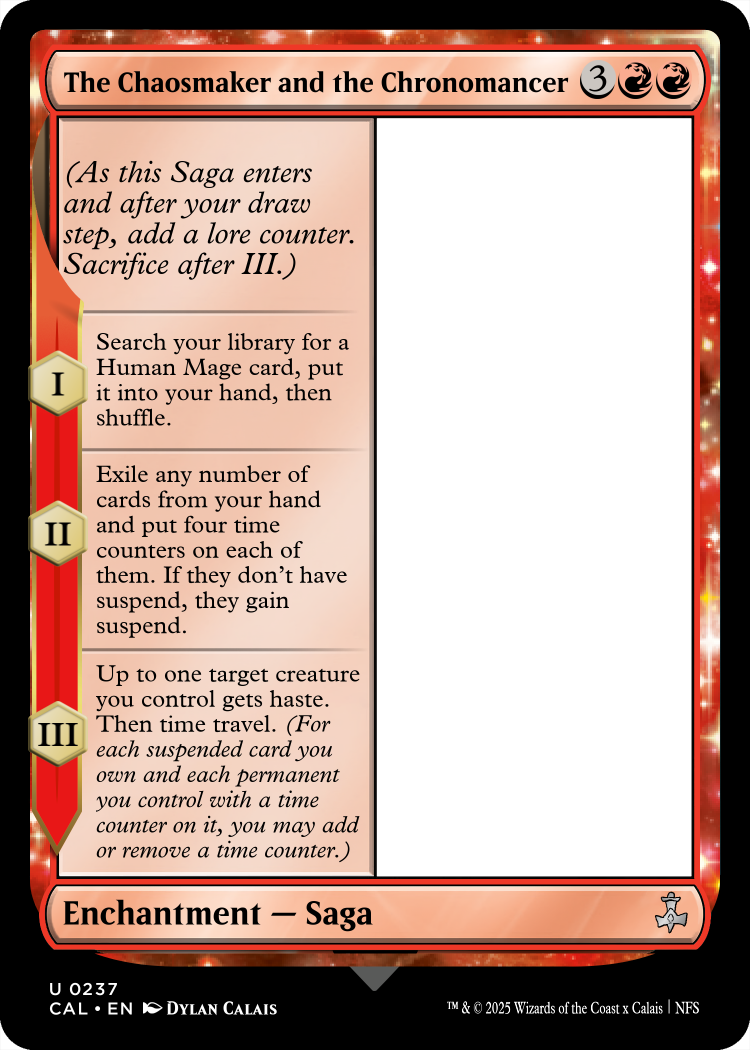 The Chaosmaker and the Chronomancer 3
(As this Saga enters
and after your draw
step, add a lore counter.
Sacrifice after III.)
I
Search your library for a
Human Mage card, put
it into your hand, then
shuffle.
II
Exile any number of
cards from your hand
and put four time
counters on each of
them. If they don't have
suspend, they gain
suspend.
III
Up to one target creature
you control gets haste.
Then time travel. (For
each suspended card you
own and each permanent
you control with a time
counter on it, you may add
or remove a time counter.)
Enchantment — Saga
U 0237
CAL • EN Dylan Calais
™ & © 2025 Wizards of the Coast x Calais | NFS